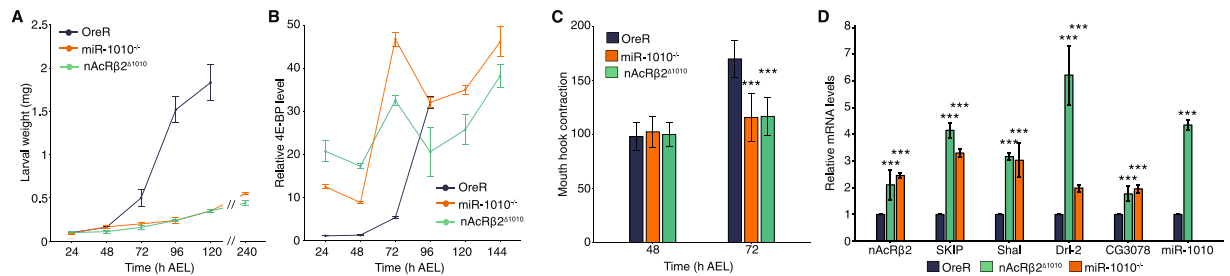 A
Larval weight (mg)
2.5
2
1.5
1
0.5
0
OreR
miR-1010-/-
nAcRβ2Δ1010
//
//
24 48 72 96 120 240
Time (h AEL)
B
Relative 4E-BP level
50
40
30
20
10
0
OreR
miR-1010-/-
nAcRβ2Δ1010
24 48 72 96 120 144
Time (h AEL)
C
Mouth hook contraction
200
150
100
50
0
OreR
miR-1010-/-
nAcRβ2Δ1010
*** ***
48 72
Time (h AEL)
D
Relative mRNA levels
8
7
6
5
4
3
2
1
*** ***
*** ***
*** ***
*** ***
*** ***
***
nAcRβ2 SKIP Shal Drl-2 CG3078 miR-1010
OreR nAcRβ2Δ1010 miR-1010-/-